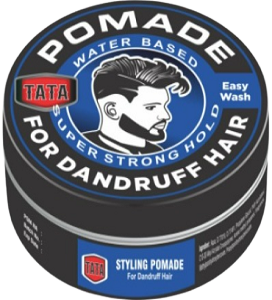 POMADE
WATER BASED
TATA
Easy
Wash
SUPER STRONG HOLD
FOR DANDRUFF HAIR
TATA
STYLING POMADE
For Dandruff Hair